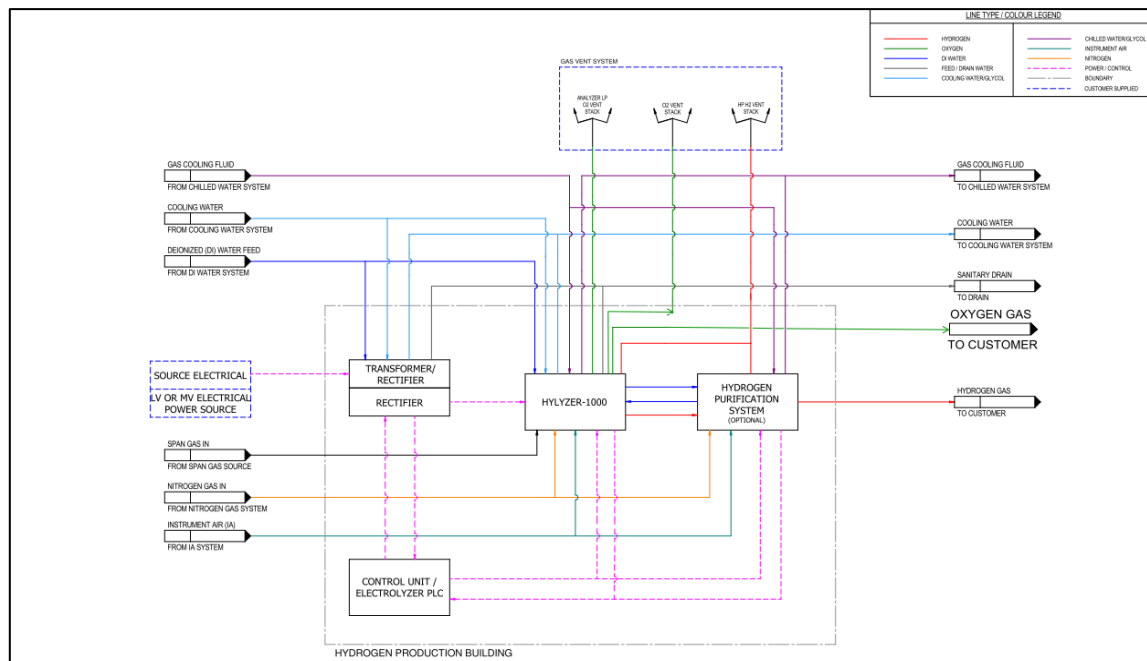 LINE TYPE / COLOUR LEGEND
HYDROGEN
OXYGEN
DI WATER
FEED / DRAIN WATER
COOLING WATER/GLYCOL
CHILLED WATER/GLYCOL
INSTRUMENT AIR
NITROGEN
POWER / CONTROL
BOUNDARY
CUSTOMER SUPPLIED
GAS VENT SYSTEM
ANALYZER LP
O2 VENT
STACK
O2 VENT
STACK
HP H2 VENT
STACK
GAS COOLING FLUID
FROM CHILLED WATER SYSTEM
COOLING WATER
FROM COOLING WATER SYSTEM
DEIONIZED (DI) WATER FEED
FROM DI WATER SYSTEM
GAS COOLING FLUID
TO CHILLED WATER SYSTEM
COOLING WATER
TO COOLING WATER SYSTEM
SANITARY DRAIN
TO DRAIN
OXYGEN GAS
TO CUSTOMER
SOURCE ELECTRICAL
LV OR MV ELECTRICAL
POWER SOURCE
TRANSFORMER/
RECTIFIER
RECTIFIER
HYLYZER-1000
HYDROGEN
PURIFICATION
SYSTEM
(OPTIONAL)
HYDROGEN GAS
TO CUSTOMER
SPAN GAS IN
FROM SPAN GAS SOURCE
NITROGEN GAS IN
FROM NITROGEN GAS SYSTEM
INSTRUMENT AIR (IA)
FROM IA SYSTEM
CONTROL UNIT /
ELECTROLYZER PLC
HYDROGEN PRODUCTION BUILDING